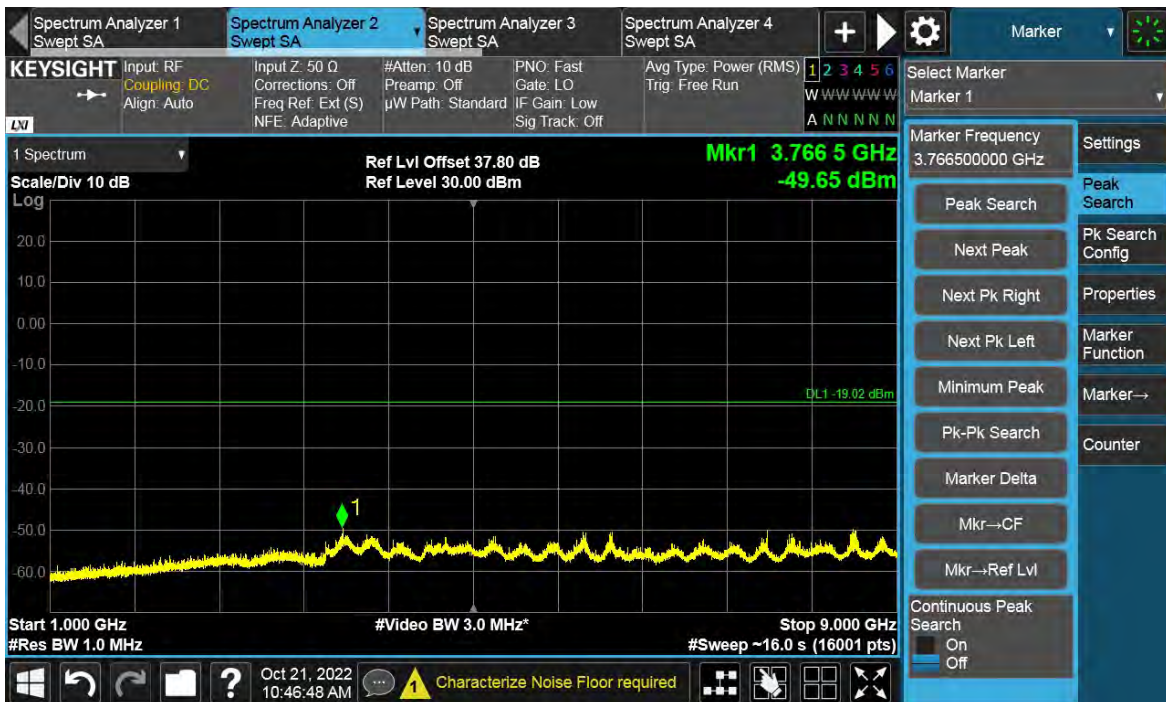 Spectrum Analyzer 1
Swept SA
Spectrum Analyzer 2
Swept SA
Spectrum Analyzer 3
Swept SA
Spectrum Analyzer 4
Swept SA
+
Marker
KEYSIGHT
LXI
Input: RF
Coupling: DC
Align: Auto
Input Z: 50 Ω
Corrections: Off
Freq Ref: Ext (S)
NFE: Adaptive
#Atten: 10 dB
Preamp: Off
µW Path: Standard
PNO: Fast
Gate: LO
IF Gain: Low
Sig Track: Off
Avg Type: Power (RMS)
Trig: Free Run
1 2 3 4 5 6
W W W W W W
A N N N N N
Select Marker
Marker 1
1 Spectrum
Scale/Div 10 dB
Log
Ref Lvl Offset 37.80 dB
Ref Level 30.00 dBm
Mkr1 3.766 5 GHz
-49.65 dBm
20.0
10.0
0.00
-10.0
-20.0
-30.0
-40.0
-50.0
-60.0
DL1 -19.02 dBm
1
Start 1.000 GHz
#Res BW 1.0 MHz
#Video BW 3.0 MHz*
Stop 9.000 GHz
#Sweep ~16.0 s (16001 pts)
Marker Frequency
3.766500000 GHz
Peak Search
Next Peak
Next Pk Right
Next Pk Left
Minimum Peak
Pk-Pk Search
Marker Delta
Mkr→CF
Mkr→Ref Lvl
Continuous Peak
Search
On
Off
Settings
Peak
Search
Pk Search
Config
Properties
Marker
Function
Marker→
Counter
?
Oct 21, 2022
10:46:48 AM
1
Characterize Noise Floor required